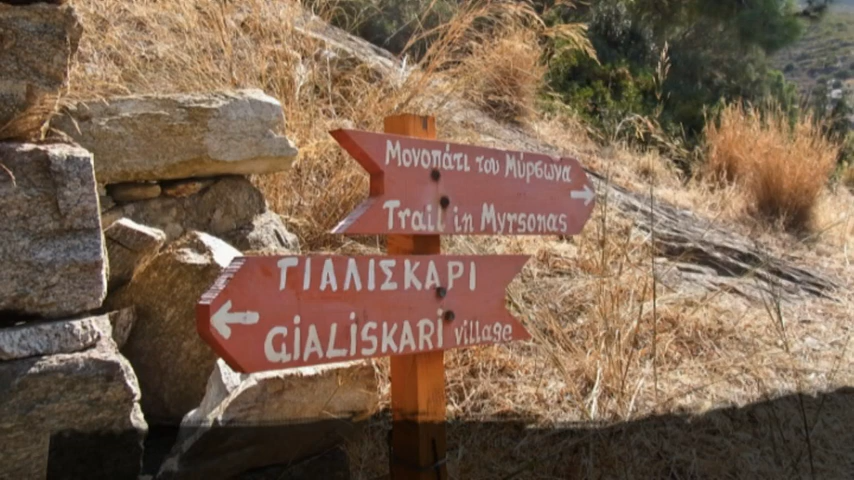 Μονοπάτι του Μύρσωνα
Trail in Myrsonas
ΓΙΑΛΙΣΚΑΡΙ
GiALiSKARi village